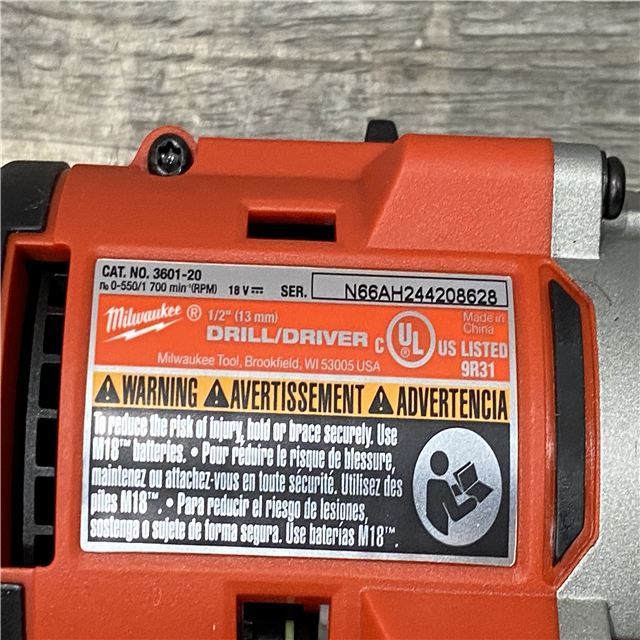 CAT. NO. 3601-20
n₀ 0-550/1 700 min⁻¹(RPM) 18 V⎓ SER. N66AH244208628
Milwaukee® 1/2" (13 mm)
DRILL/DRIVER
Milwaukee Tool, Brookfield, WI 53005 USA
C UL® US LISTED
9R31
Made in
China
⚠WARNING ⚠AVERTISSEMENT ⚠ADVERTENCIA
To reduce the risk of injury, hold or brace securely. Use
M18™ batteries. • Pour réduire le risque de blessure,
maintenez ou attachez-vous en toute sécurité. Utilisez des
piles M18™. • Para reducir el riesgo de lesiones,
sostenga o sujete de forma segura. Use baterías M18™.